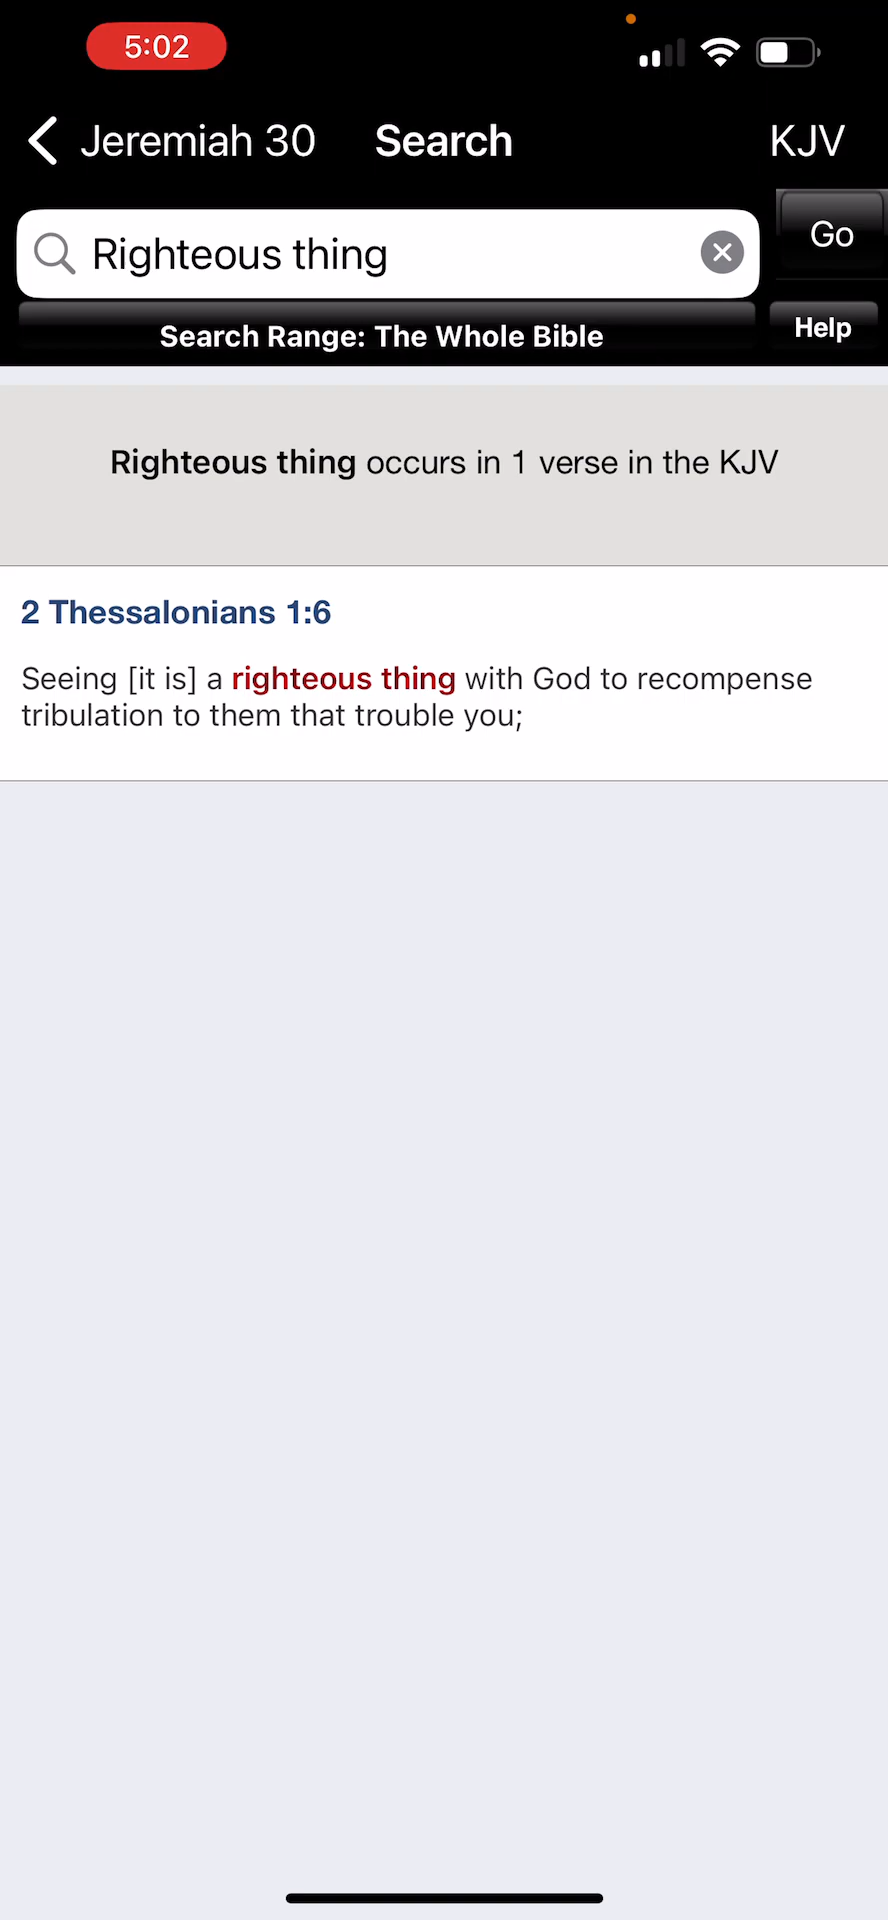 5:02
Jeremiah 30 Search KJV
Righteous thing Go
Search Range: The Whole Bible Help
Righteous thing occurs in 1 verse in the KJV
2 Thessalonians 1:6
Seeing [it is] a righteous thing with God to recompense
tribulation to them that trouble you;